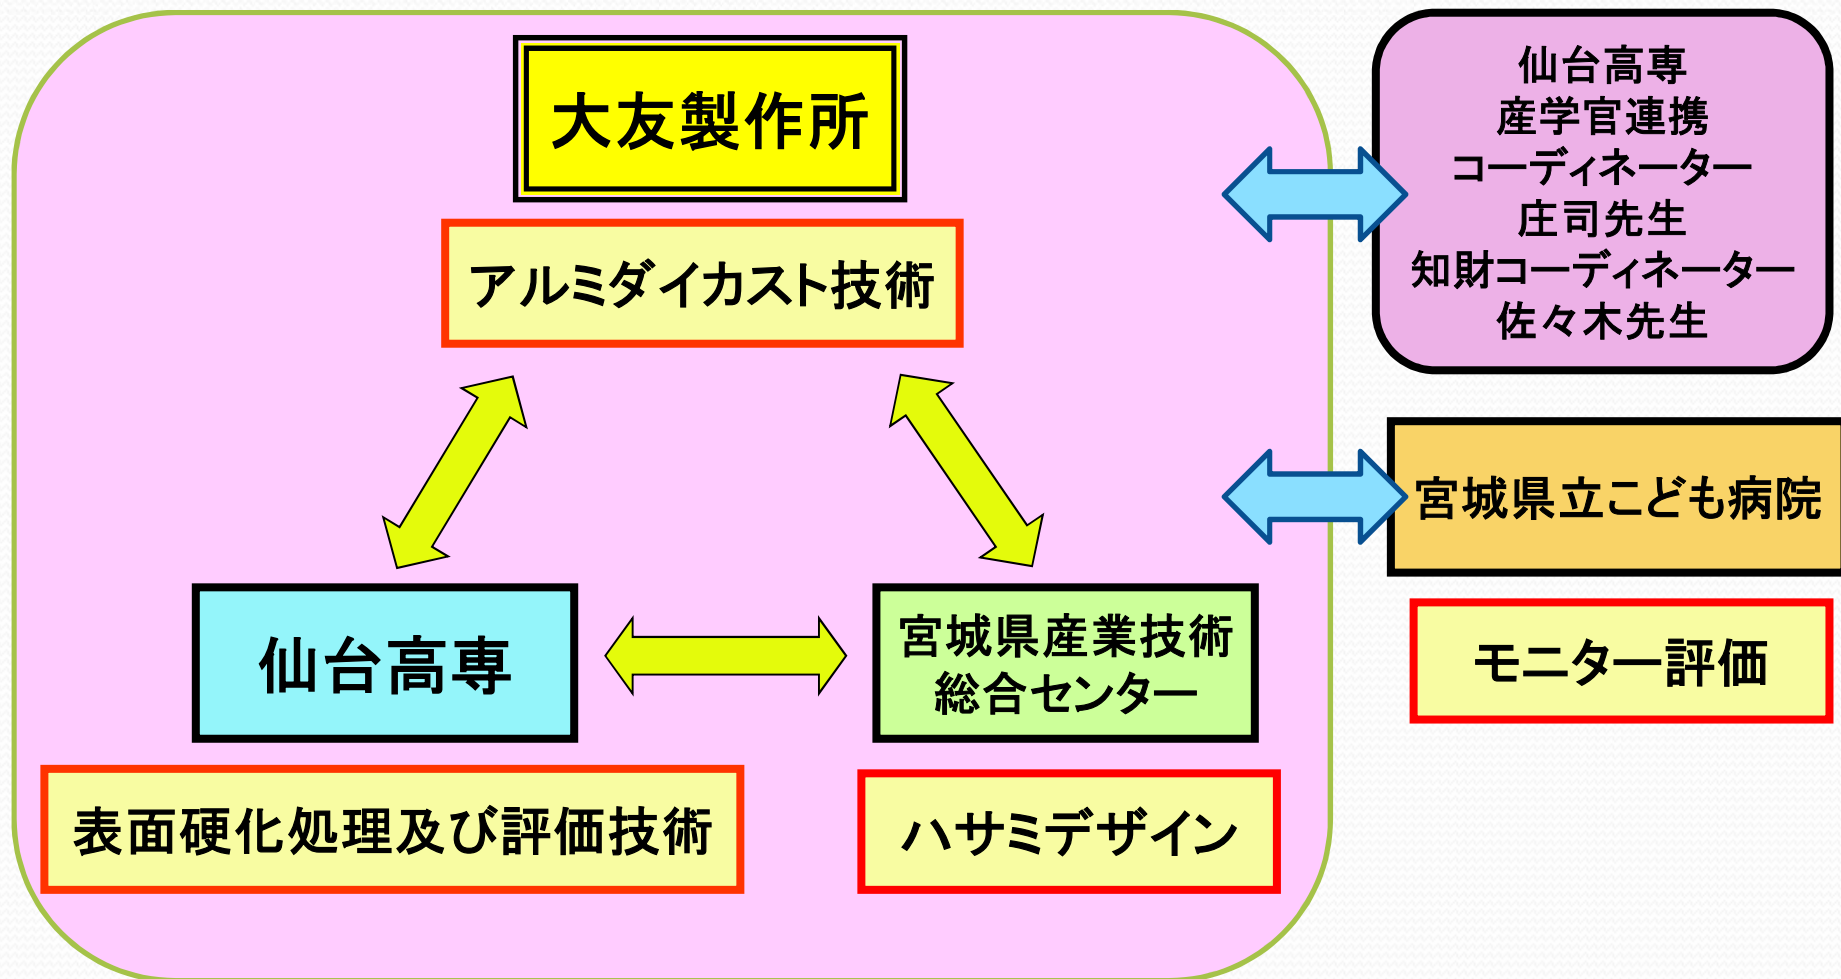 大友製作所
アルミダイカスト技術
仙台高専
産学官連携
コーディネーター
庄司先生
知財コーディネーター
佐々木先生
宮城県立こども病院
モニター評価
仙台高専
宮城県産業技術
総合センター
表面硬化処理及び評価技術
ハサミデザイン